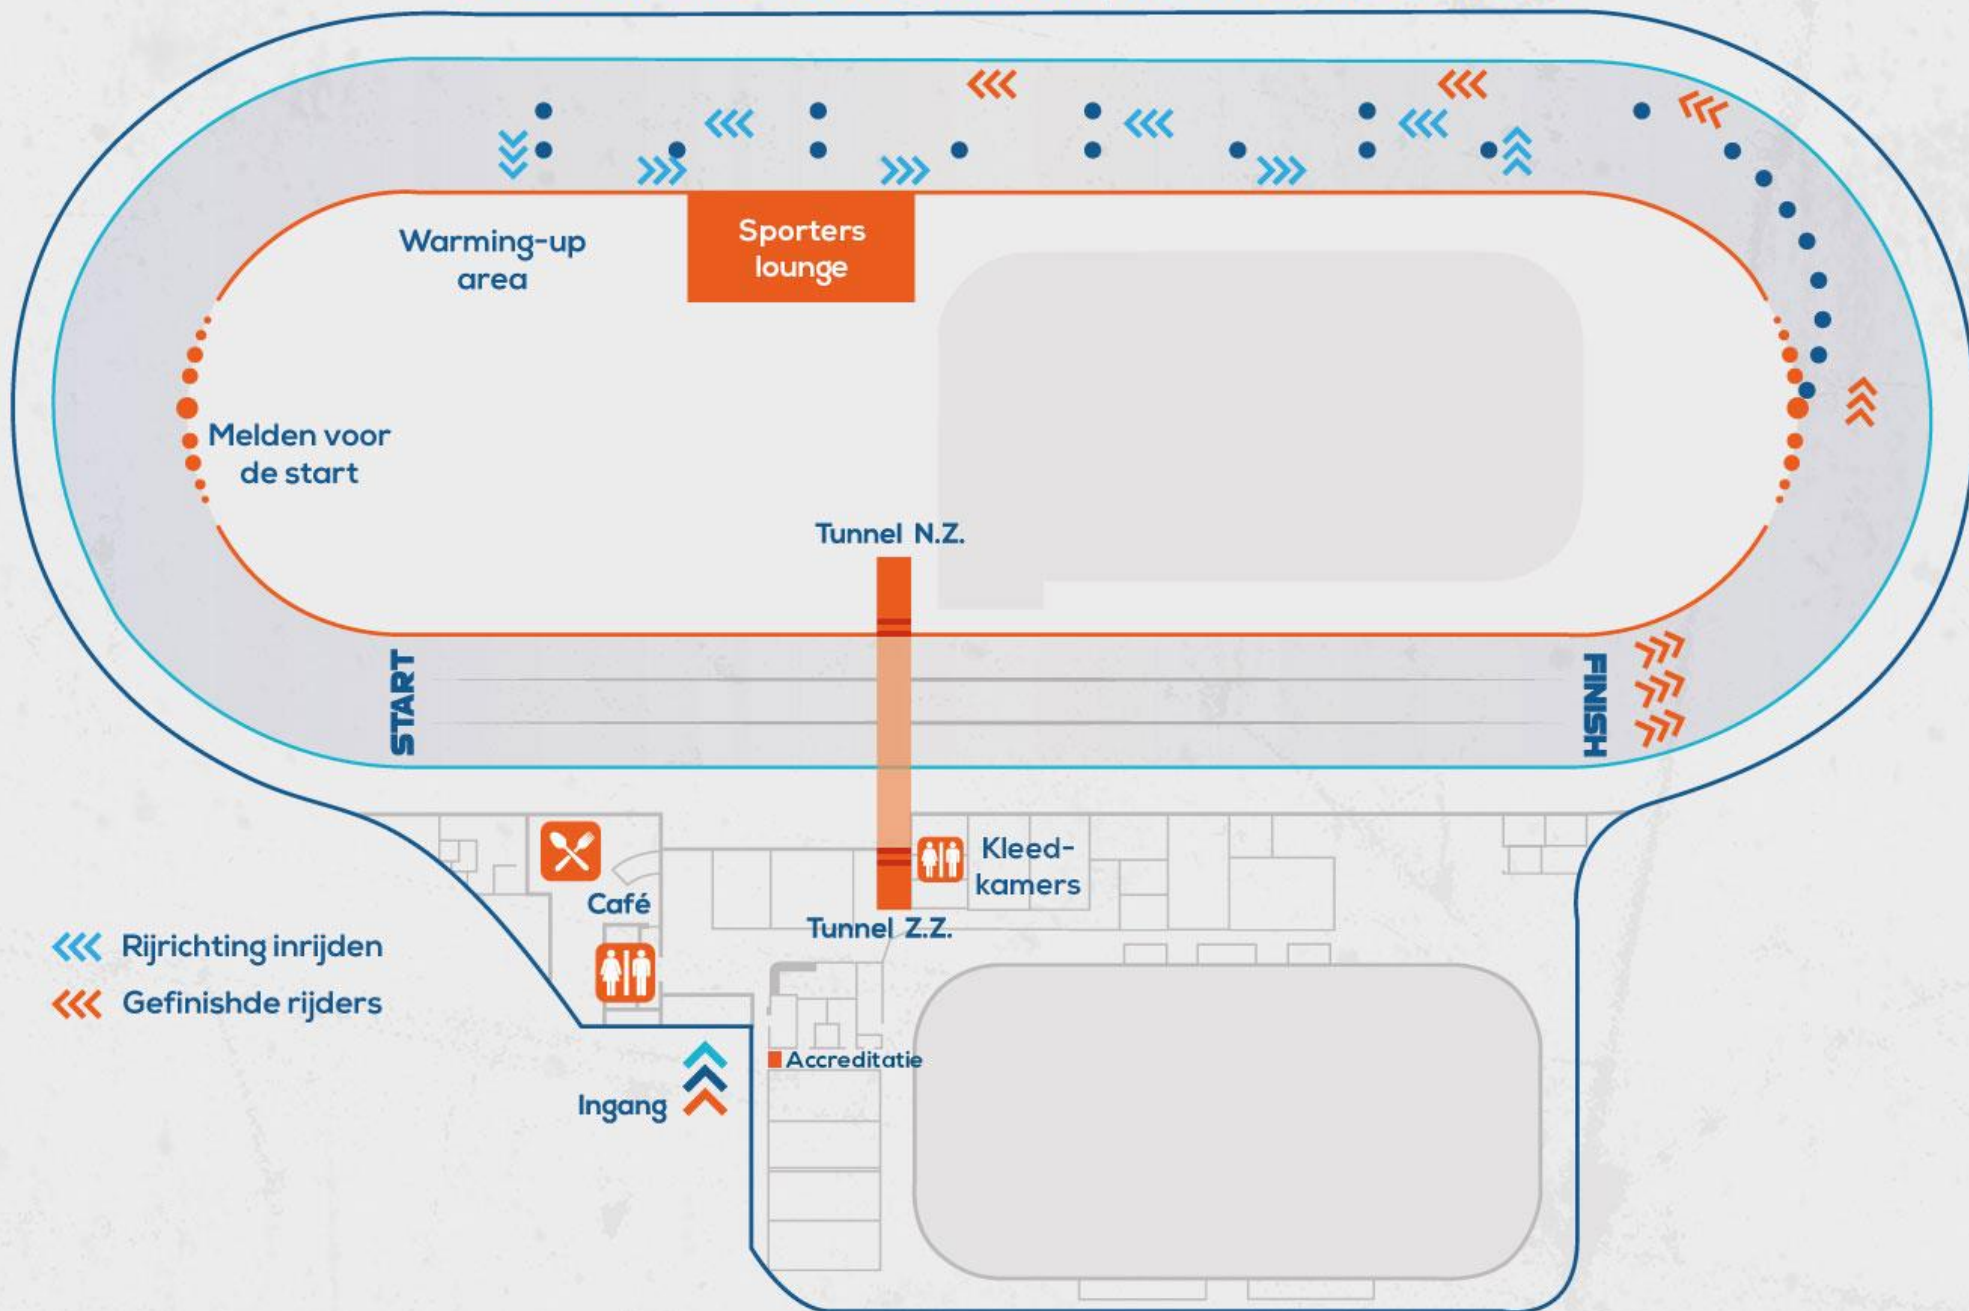 Warming-up
area
Sporters
lounge
Melden voor
de start
Tunnel N.Z.
START
FINISH
Kleed-
kamers
Café
Tunnel Z.Z.
Rijrichting inrijden
Gefinishde rijders
Accreditatie
Ingang